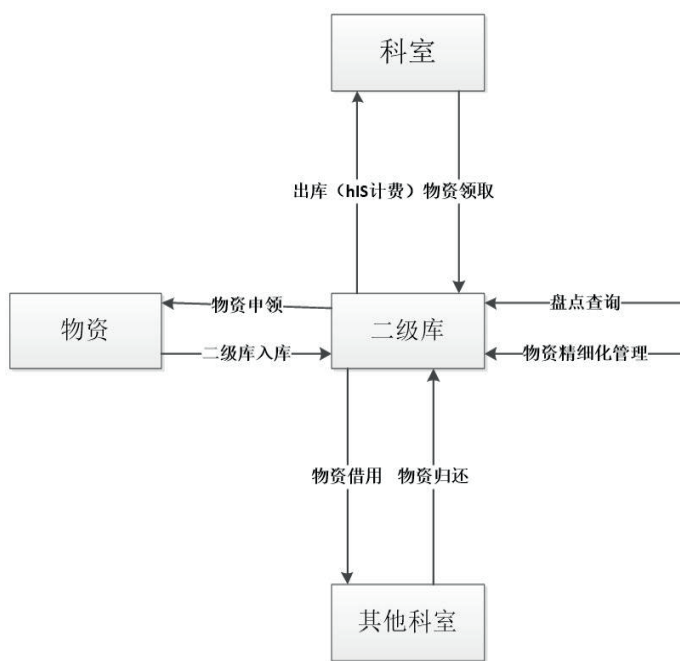 科室
出库（hIS计费）物资领取
物资申领
盘点查询
物资
二级库
二级库入库
物资精细化管理
物资借用 物资归还
其他科室